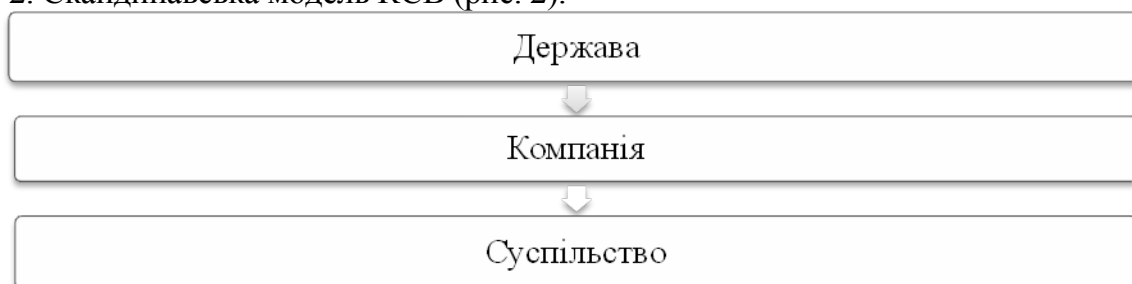 2. Скандинавська модель КСВ (рис. 2).
Держава
Компанія
Суспільство